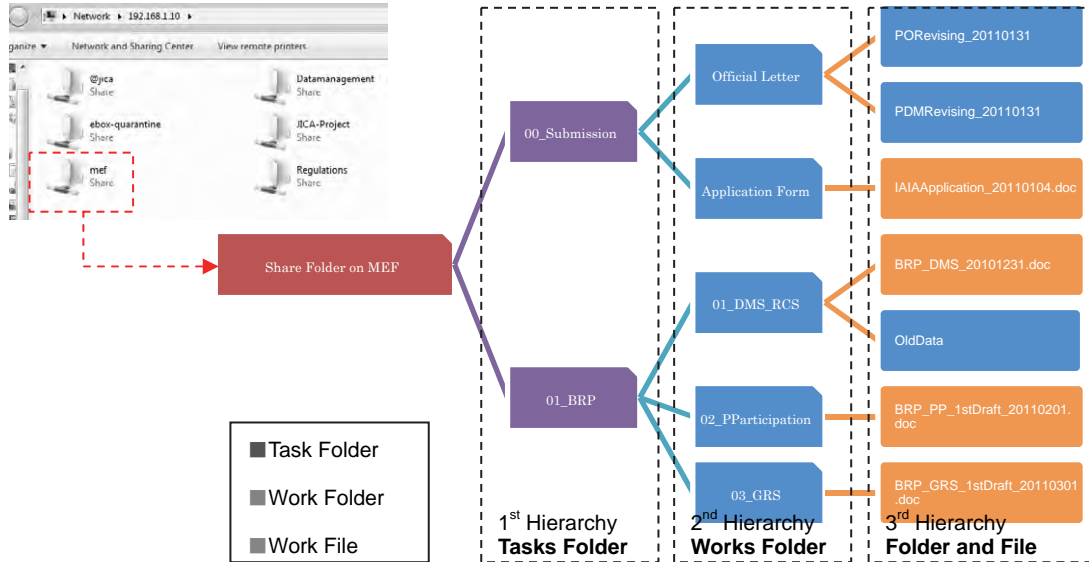 Network ▸ 192.168.1.10 ▸
ganize ▾ Network and Sharing Center View remote printers
@jica
Share
Datamanagement
Share
ebox-quarantine
Share
JICA-Project
Share
mef
Share
Regulations
Share
Share Folder on MEF
00_Submission
01_BRP
Official Letter
Application Form
01_DMS_RCS
02_PParticipation
03_GRS
PORevising_20110131
PDMRevising_20110131
IAIAApplication_20110104.doc
BRP_DMS_20101231.doc
OldData
BRP_PP_1stDraft_20110201.
doc
BRP_GRS_1stDraft_20110301
.doc
Task Folder
Work Folder
Work File
1st Hierarchy
Tasks Folder
2nd Hierarchy
Works Folder
3rd Hierarchy
Folder and File